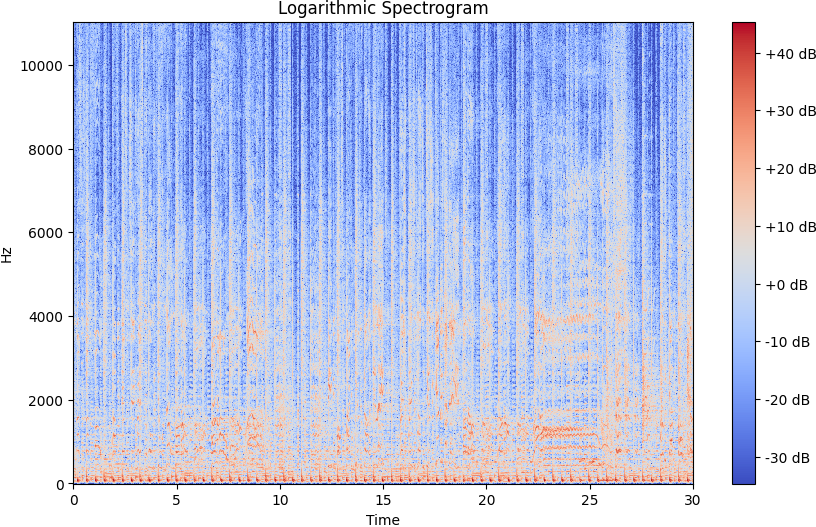 Logarithmic Spectrogram
Hz
10000
8000
6000
4000
2000
0
0 5 10 15 20 25 30
Time
+40 dB
+30 dB
+20 dB
+10 dB
+0 dB
-10 dB
-20 dB
-30 dB